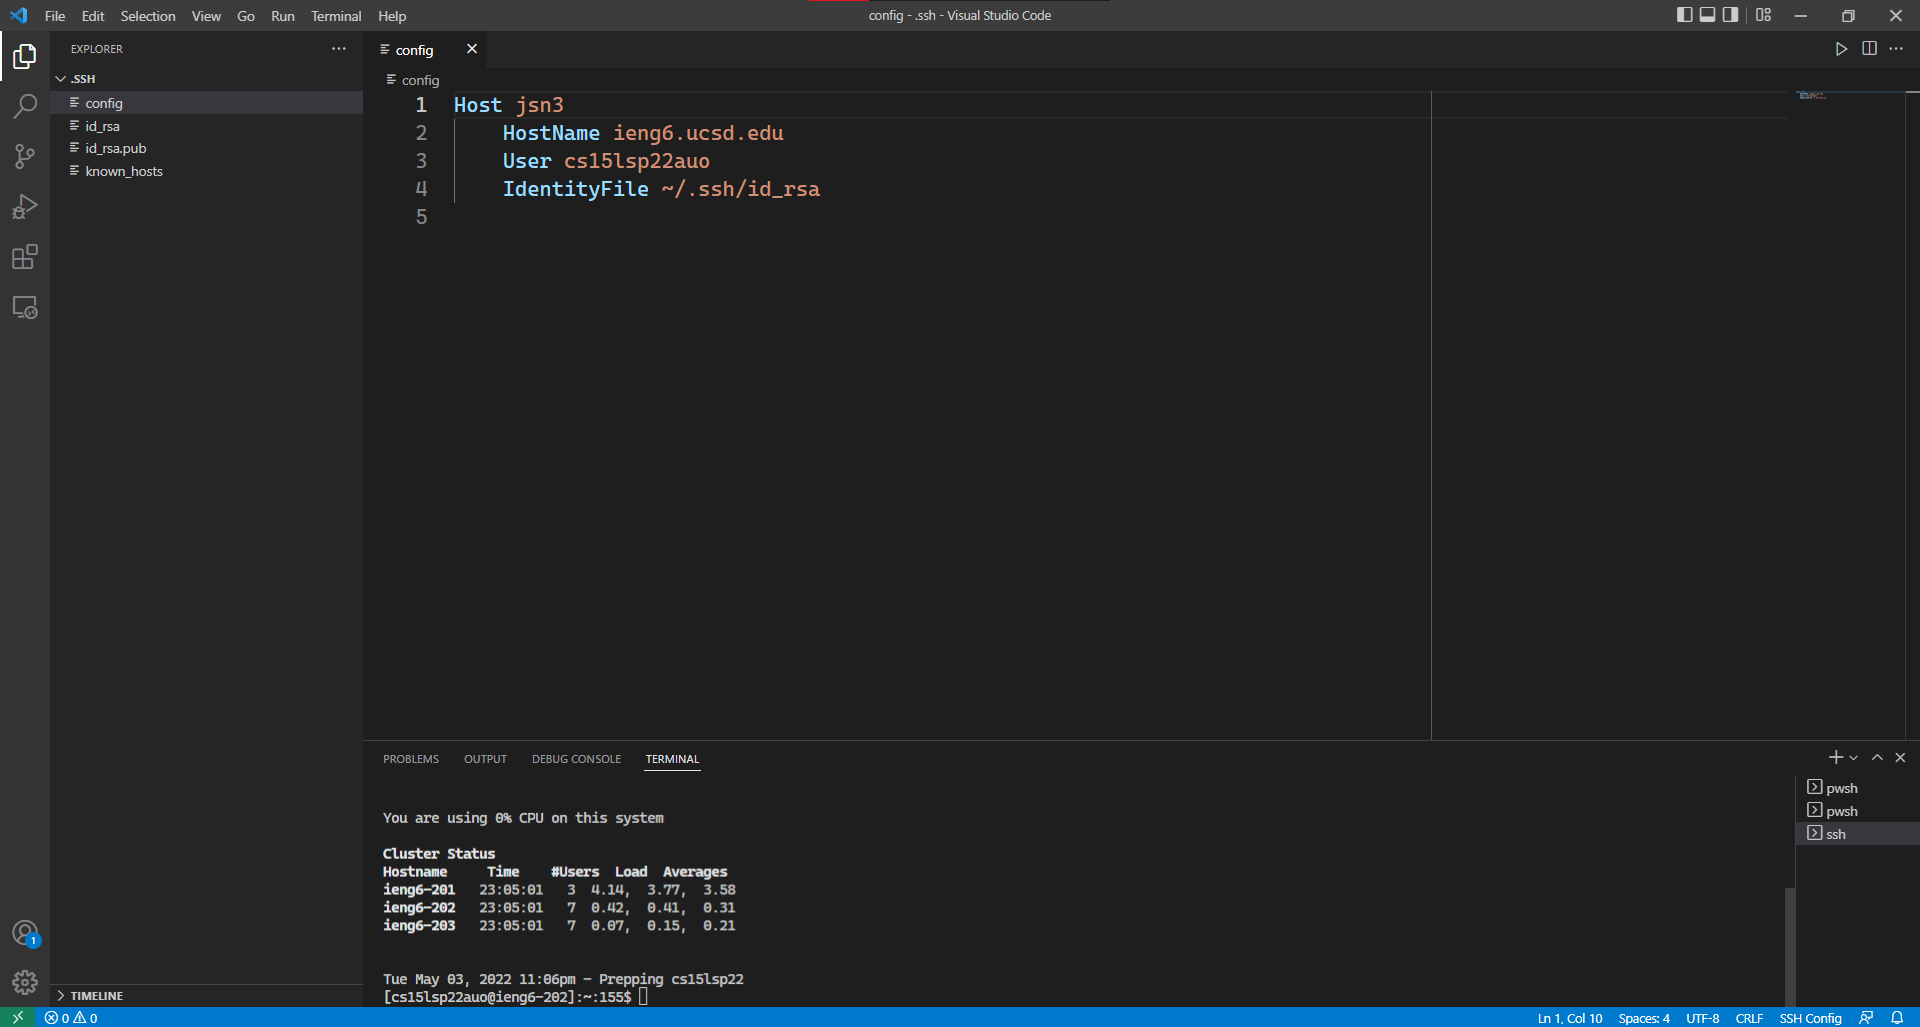 File Edit Selection View Go Run Terminal Help
config - .ssh - Visual Studio Code
EXPLORER
.SSH
config
id_rsa
id_rsa.pub
known_hosts
TIMELINE
config
config
1 Host jsn3
2 HostName ieng6.ucsd.edu
3 User cs15lsp22auo
4 IdentityFile ~/.ssh/id_rsa
5
PROBLEMS OUTPUT DEBUG CONSOLE TERMINAL
You are using 0% CPU on this system
Cluster Status
Hostname Time #Users Load Averages
ieng6-201 23:05:01 3 4.14, 3.77, 3.58
ieng6-202 23:05:01 7 0.42, 0.41, 0.31
ieng6-203 23:05:01 7 0.07, 0.15, 0.21
Tue May 03, 2022 11:06pm - Prepping cs15lsp22
[cs15lsp22auo@ieng6-202]:~:155$
pwsh
pwsh
ssh
1
0 0
Ln 1, Col 10 Spaces: 4 UTF-8 CRLF SSH Config